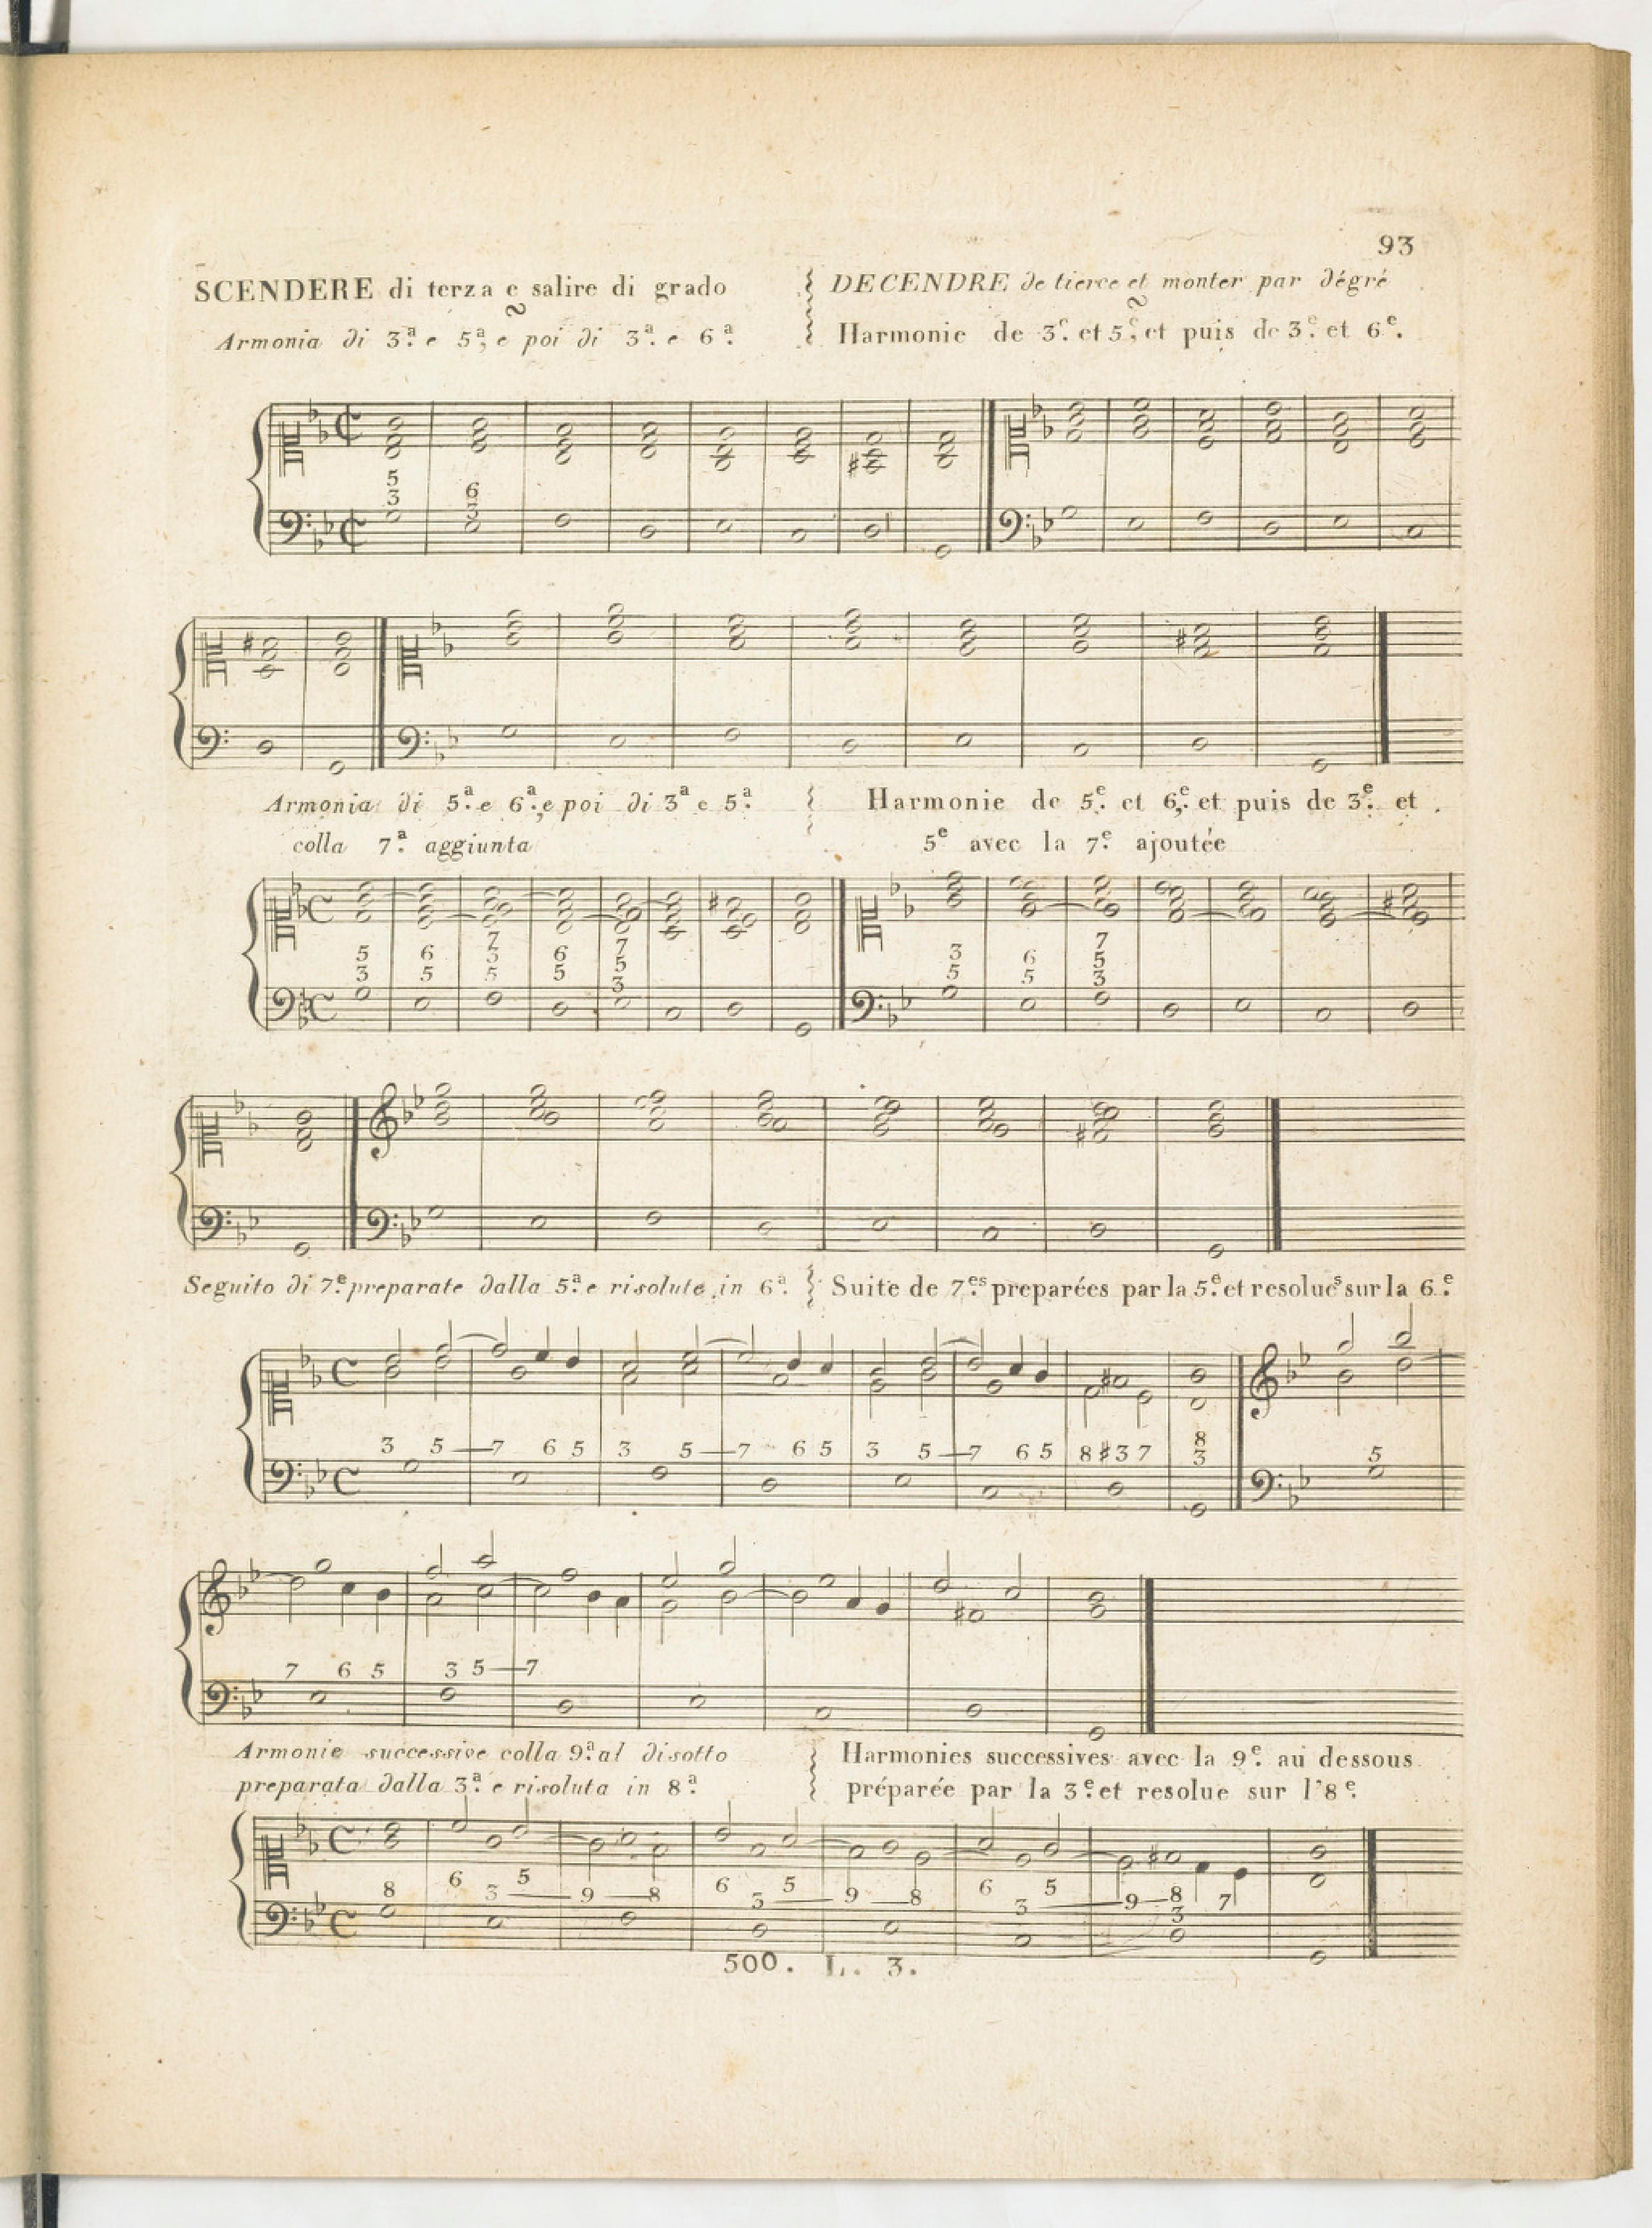 93
SCENDERE di terza e salire di grado
DECENDRE de tierce et monter par dégré
Armonia di 3.ª e 5.ª, e poi di 3.ª e 6.ª
Harmonie de 3.e et 5.e, et puis de 3.e et 6.e
5
3
6
3
Armonia di 5.ª e 6.ª, e poi di 3.ª e 5.ª
Harmonie de 5.e et 6.e, et puis de 3.e et
colla 7.ª aggiunta
5e avec la 7.e ajoutée
5 6 7 6 7 3 6 7
3 5 3 5 5 5 5 5
5 3 3
Seguito di 7.e preparate dalla 5.ª e risolute in 6.ª
Suite de 7.es preparées par la 5.e et resolues sur la 6.e
3 5—7 6 5 3 5—7 6 5 3 5—7 6 5 8 #3 7 8 5
3
7 6 5 3 5—7
Armonie successive colla 9.ª al disotto
Harmonies successives avec la 9.e au dessous
preparata dalla 3.ª e risoluta in 8.ª
préparée par la 3.e et resolue sur l'8.e
8 6 3 5 9—8 6 3 5 9—8 6 3 5 9—8 7
3
500. L. 3.